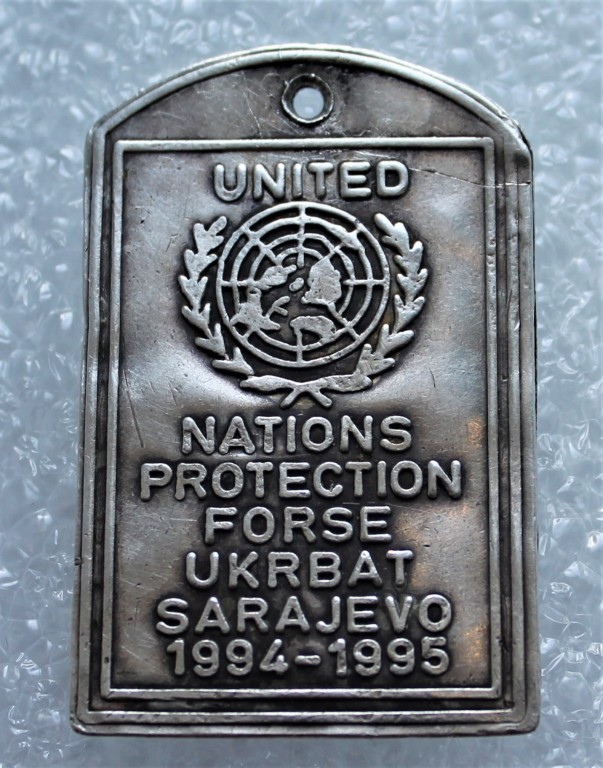 UNITED
NATIONS
PROTECTION
FORSE
UKRBAT
SARAJEVO
1994-1995